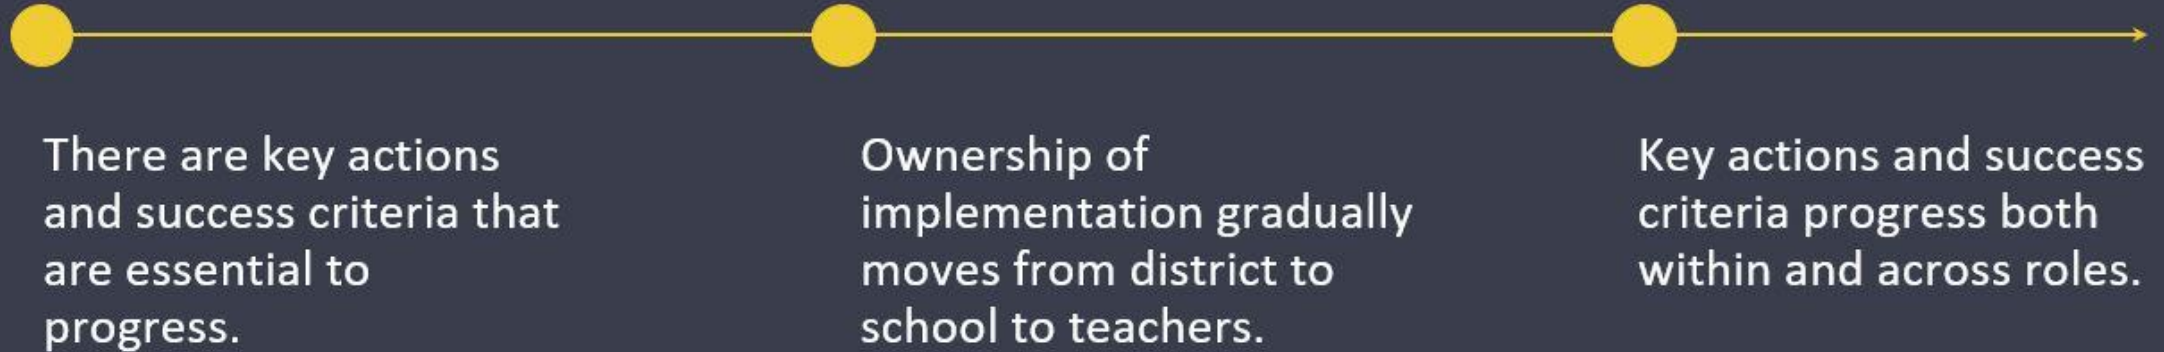 There are key actions
and success criteria that
are essential to
progress.
Ownership of
implementation gradually
moves from district to
school to teachers.
Key actions and success
criteria progress both
within and across roles.